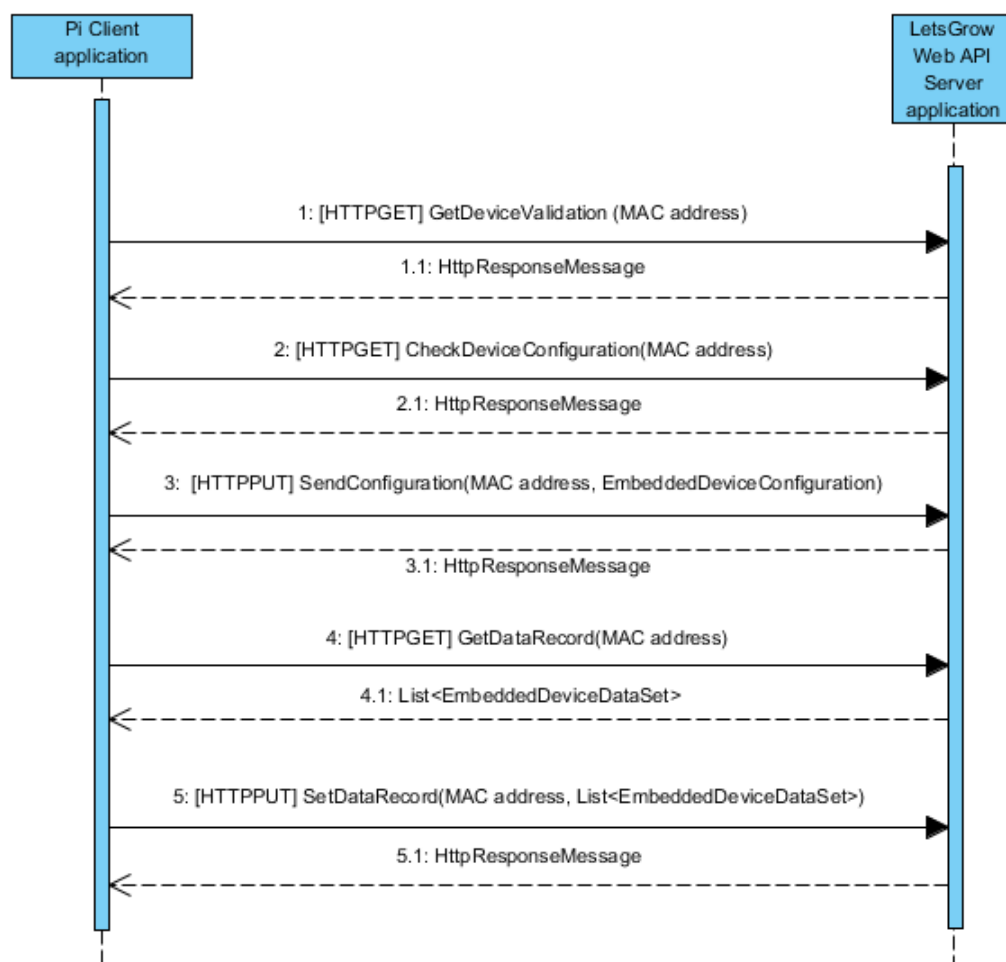 Pi Client
application
LetsGrow
Web API
Server
application
1: [HTTPGET] GetDeviceValidation (MAC address)
1.1: HttpResponseMessage
2: [HTTPGET] CheckDeviceConfiguration(MAC address)
2.1: HttpResponseMessage
3: [HTTPPUT] SendConfiguration(MAC address, EmbeddedDeviceConfiguration)
3.1: HttpResponseMessage
4: [HTTPGET] GetDataRecord(MAC address)
4.1: List<EmbeddedDeviceDataSet>
5: [HTTPPUT] SetDataRecord(MAC address, List<EmbeddedDeviceDataSet>)
5.1: HttpResponseMessage